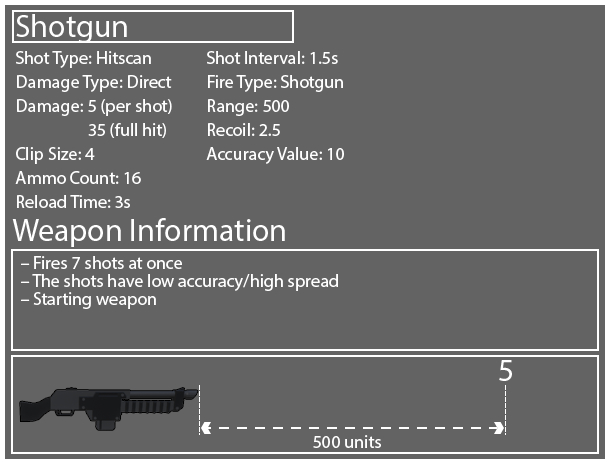 Shotgun
Shot Type: Hitscan
Damage Type: Direct
Damage: 5 (per shot)
35 (full hit)
Clip Size: 4
Ammo Count: 16
Reload Time: 3s
Shot Interval: 1.5s
Fire Type: Shotgun
Range: 500
Recoil: 2.5
Accuracy Value: 10
Weapon Information
– Fires 7 shots at once
– The shots have low accuracy/high spread
– Starting weapon
5
500 units